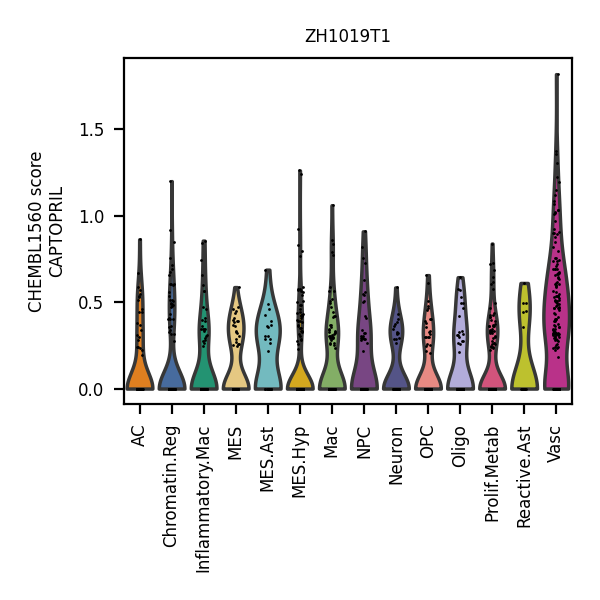 ZH1019T1
CHEMBL1560 score
CAPTOPRIL
1.5
1.0
0.5
0.0
AC
Chromatin.Reg
Inflammatory.Mac
MES
MES.Ast
MES.Hyp
Mac
NPC
Neuron
OPC
Oligo
Prolif.Metab
Reactive.Ast
Vasc